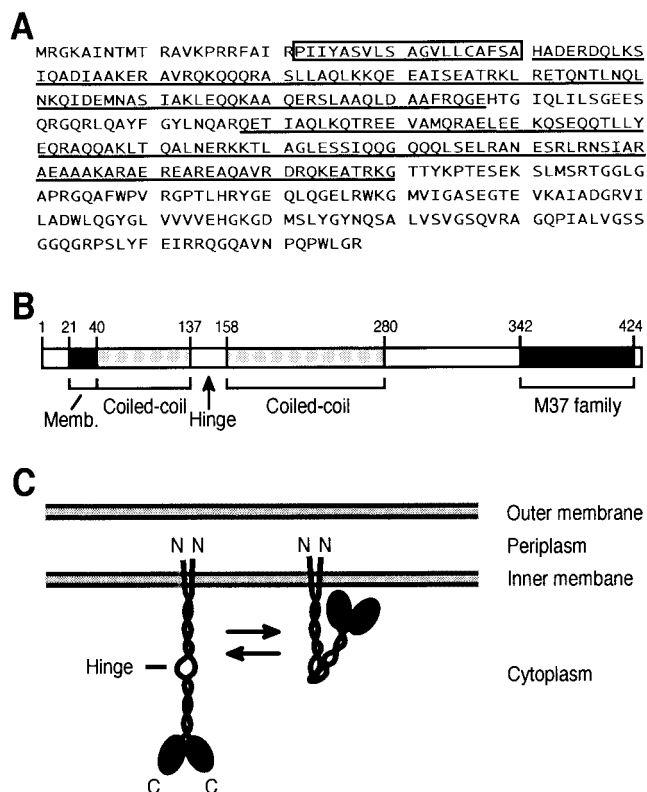 A
MRGKAINTMT RAVKPRRFAI RPIIYASVLS AGVLLCAFSA HADERDQLKS
IQADIAAKER AVRQKQQQRA SLLAQLKKQE EAISEATRKL RETQNTLNQL
NKQIDEMNAS IAKLEQQKAA QERSLAAQLD AAFRQGEHTG IQLILSGEES
QRGQRLQAYF GYLNQARQET IAQLKQTREE VAMQRAELEE KQSEQQTLLY
EQRAQQAKLT QALNERKKTL AGLESSIQQG QQQLSELRAN ESRLRNSIAR
AEAAAKARAE REAREAQAVR DRQKEATRKG TTYKPTESEK SLMSRTGGLG
APRGQAFWPV RGPTLHRYGE QLQGELRWKG MVIGASEGTE VKAIADGRVI
LADWLQGYGL VVVVEHGKGD MSLYGYNQSA LVSVGSQVRA GQPIALVGSS
GGQGRPSLYF EIRRQGQAVN PQPWLGR
B
1 21 40 137 158 280 342 424
Memb. Coiled-coil Hinge Coiled-coil M37 family
C
Outer membrane
N N N N Periplasm
Inner membane
Hinge
Cytoplasm
C C